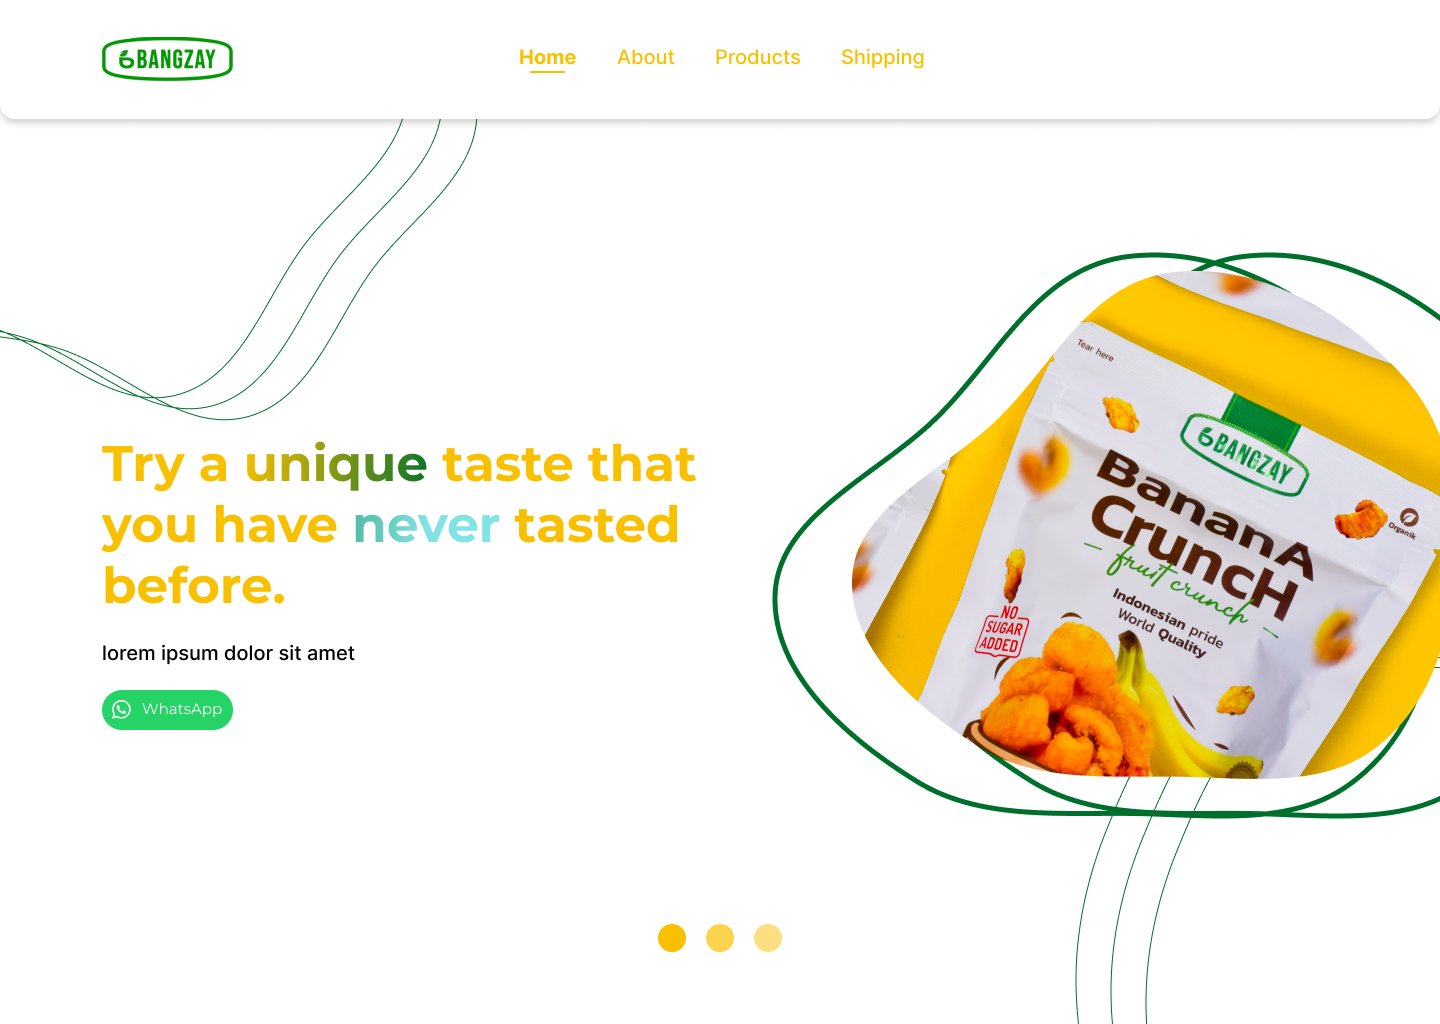 BANGZAY
Home
About
Products
Shipping
Try a unique taste that
you have never tasted
before.
lorem ipsum dolor sit amet
WhatsApp
Tear here
BANGZAY
BananA
CruncH
fruit crunch
Organik
Indonesian pride
World Quality
NO
SUGAR
ADDED